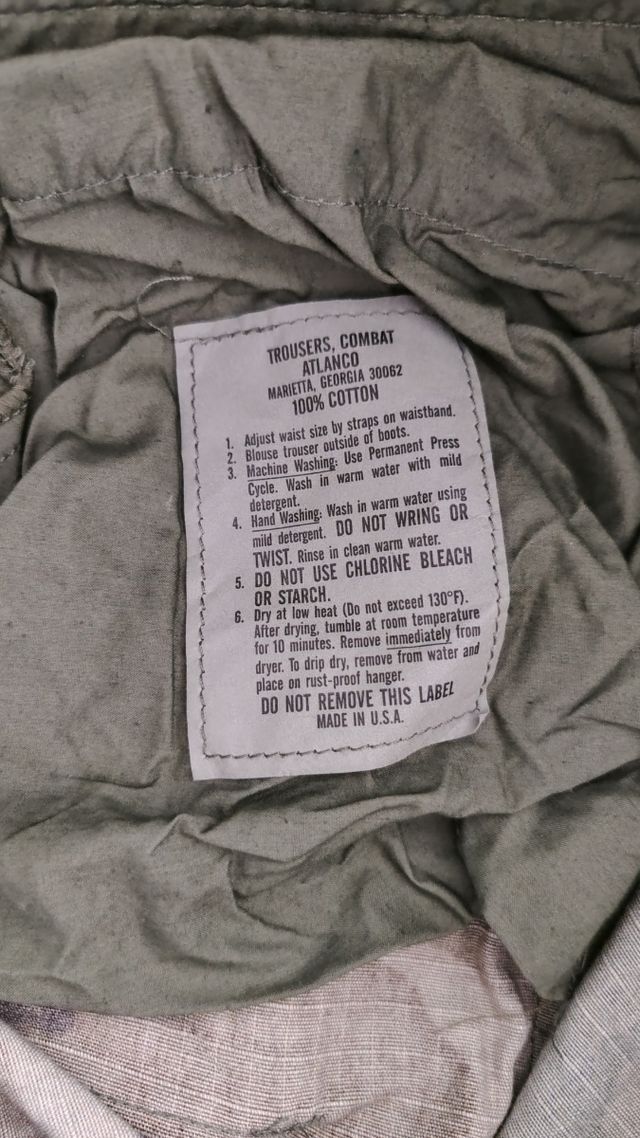 TROUSERS, COMBAT
ATLANCO
MARIETTA, GEORGIA 30062
100% COTTON
1. Adjust waist size by straps on waistband.
2. Blouse trouser outside of boots.
3. Machine Washing: Use Permanent Press
Cycle. Wash in warm water with mild
detergent.
4. Hand Washing: Wash in warm water using
mild detergent. DO NOT WRING OR
TWIST. Rinse in clean warm water.
5. DO NOT USE CHLORINE BLEACH
OR STARCH.
6. Dry at low heat (Do not exceed 130°F).
After drying, tumble at room temperature
for 10 minutes. Remove immediately from
dryer. To drip dry, remove from water and
place on rust-proof hanger.
DO NOT REMOVE THIS LABEL
MADE IN U.S.A.